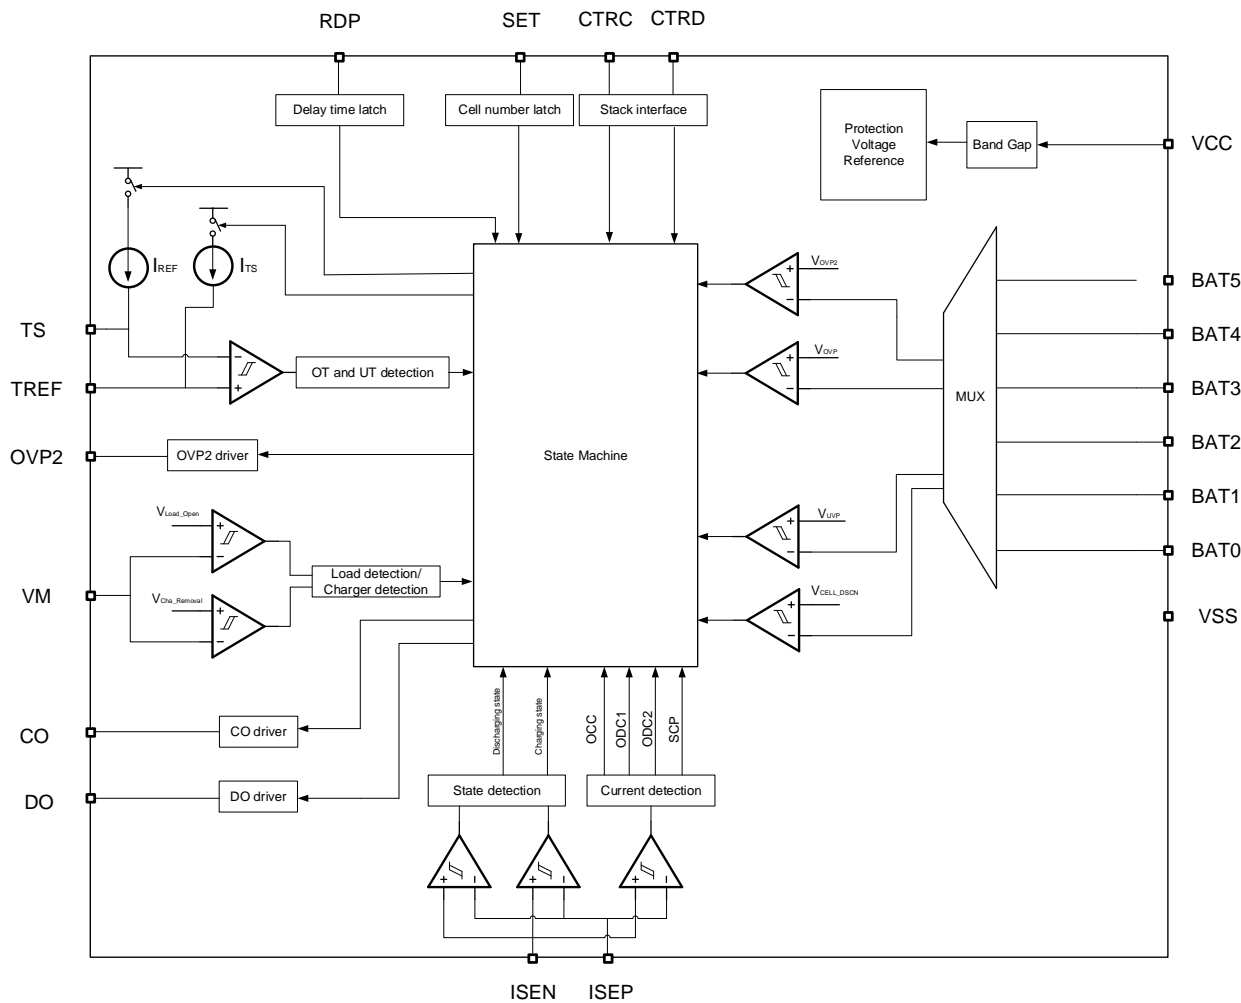 RDP
SET
CTRC
CTRD
Delay time latch
Cell number latch
Stack interface
Protection
Voltage
Reference
Band Gap
VCC
IREF
ITS
VOVP2
BAT5
TS
BAT4
VOVP
OT and UT detection
TREF
BAT3
MUX
OVP2
OVP2 driver
State Machine
BAT2
BAT1
VLoad_Open
VUVP
BAT0
Load detection/
Charger detection
VM
VCha_Removal
VCELL_DSCN
VSS
Discharging state
Charging state
OCC
ODC1
ODC2
SCP
CO
CO driver
DO
DO driver
State detection
Current detection
ISEN
ISEP